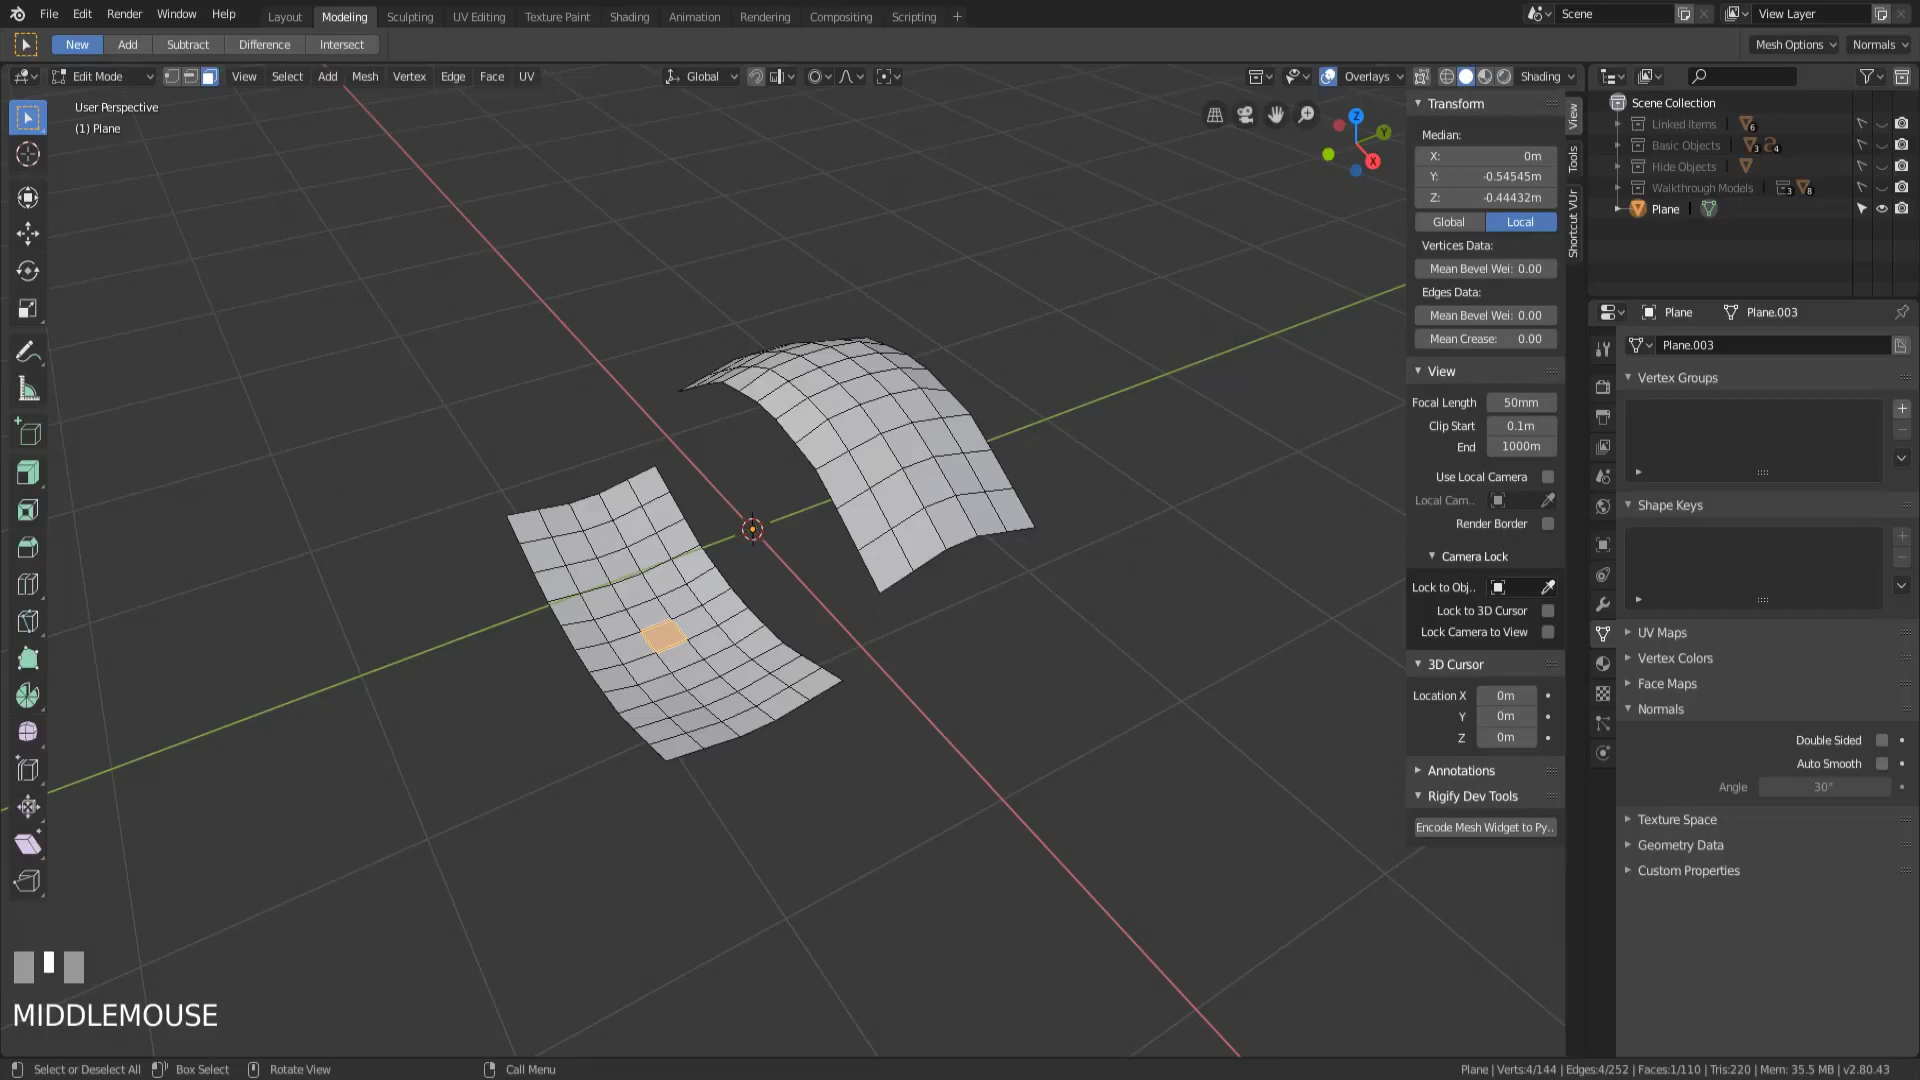 File Edit Render Window Help Layout Modeling Sculpting UV Editing Texture Paint Shading Animation Rendering Compositing Scripting + Scene View Layer
New Add Subtract Difference Intersect Mesh Options Normals
Edit Mode View Select Add Mesh Vertex Edge Face UV Global Overlays Shading
User Perspective
(1) Plane
Z
Y
X
Transform
Median:
X: 0m
Y: -0.54545m
Z: -0.44432m
Global Local
Vertices Data:
Mean Bevel Wei: 0.00
Edges Data:
Mean Bevel Wei: 0.00
Mean Crease: 0.00
View
Focal Length 50mm
Clip Start 0.1m
End 1000m
Use Local Camera
Local Cam..
Render Border
Camera Lock
Lock to Obj..
Lock to 3D Cursor
Lock Camera to View
3D Cursor
Location X 0m
Y 0m
Z 0m
Annotations
Rigify Dev Tools
Encode Mesh Widget to Py..
View
Tools
Shortcut VUr
Scene Collection
Linked Items 6
Basic Objects 3 4
Hide Objects
Walkthrough Models 3 8
Plane
Plane Plane.003
Plane.003
Vertex Groups
Shape Keys
UV Maps
Vertex Colors
Face Maps
Normals
Double Sided
Auto Smooth
Angle 30°
Texture Space
Geometry Data
Custom Properties
MIDDLEMOUSE
Select or Deselect All Box Select Rotate View Call Menu Plane | Verts:4/144 | Edges:4/252 | Faces:1/110 | Tris:220 | Mem: 35.5 MB | v2.80.43